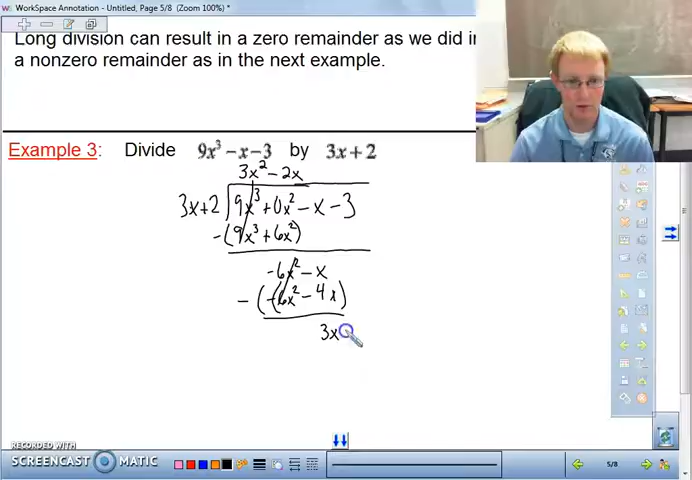 WorkSpace Annotation - Untitled, Page 5/8 (Zoom 100%) *
Long division can result in a zero remainder as we did in
a nonzero remainder as in the next example.
Example 3: Divide 9x³ − x − 3 by 3x + 2
3x² − 2x
3x+2 9x³ + 0x² − x − 3
−(9x³ + 6x²)
-6x² − x
− (−6x² − 4x)
3x
RECORDED WITH
SCREENCAST O MATIC
5/8